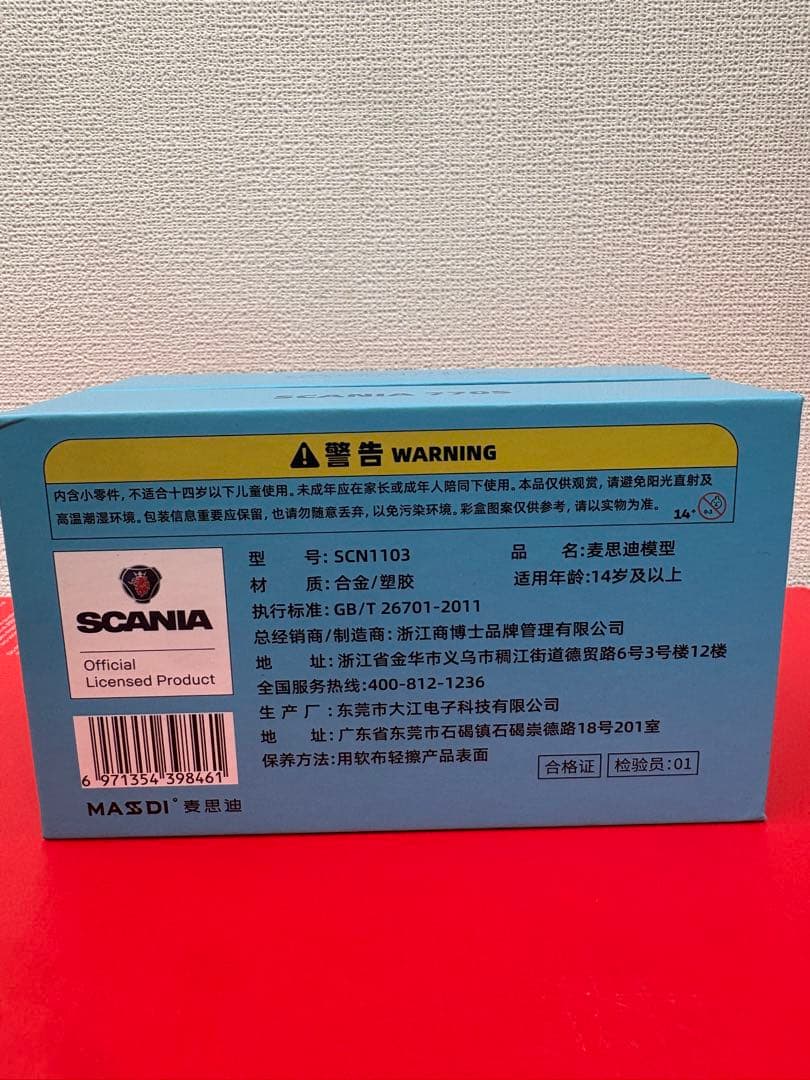 SCANIA 770S
警告 WARNING
内含小零件,不适合十四岁以下儿童使用。未成年应在家长或成年人陪同下使用。本品仅供观赏,请避免阳光直射及
高温潮湿环境。包装信息重要应保留,也请勿随意丢弃,以免污染环境。彩盒图案仅供参考,请以实物为准。
14+
SCANIA
Official
Licensed Product
型 号:SCN1103 品 名:麦思迪模型
材 质:合金/塑胶 适用年龄:14岁及以上
执行标准:GB/T 26701-2011
总经销商/制造商:浙江商博士品牌管理有限公司
地 址:浙江省金华市义乌市稠江街道德贸路6号3号楼12楼
全国服务热线:400-812-1236
生产厂:东莞市大江电子科技有限公司
地 址:广东省东莞市石碣镇石碣崇德路18号201室
保养方法:用软布轻擦产品表面
合格证 检验员:01
6 971354 398461
MASSDI 麦思迪